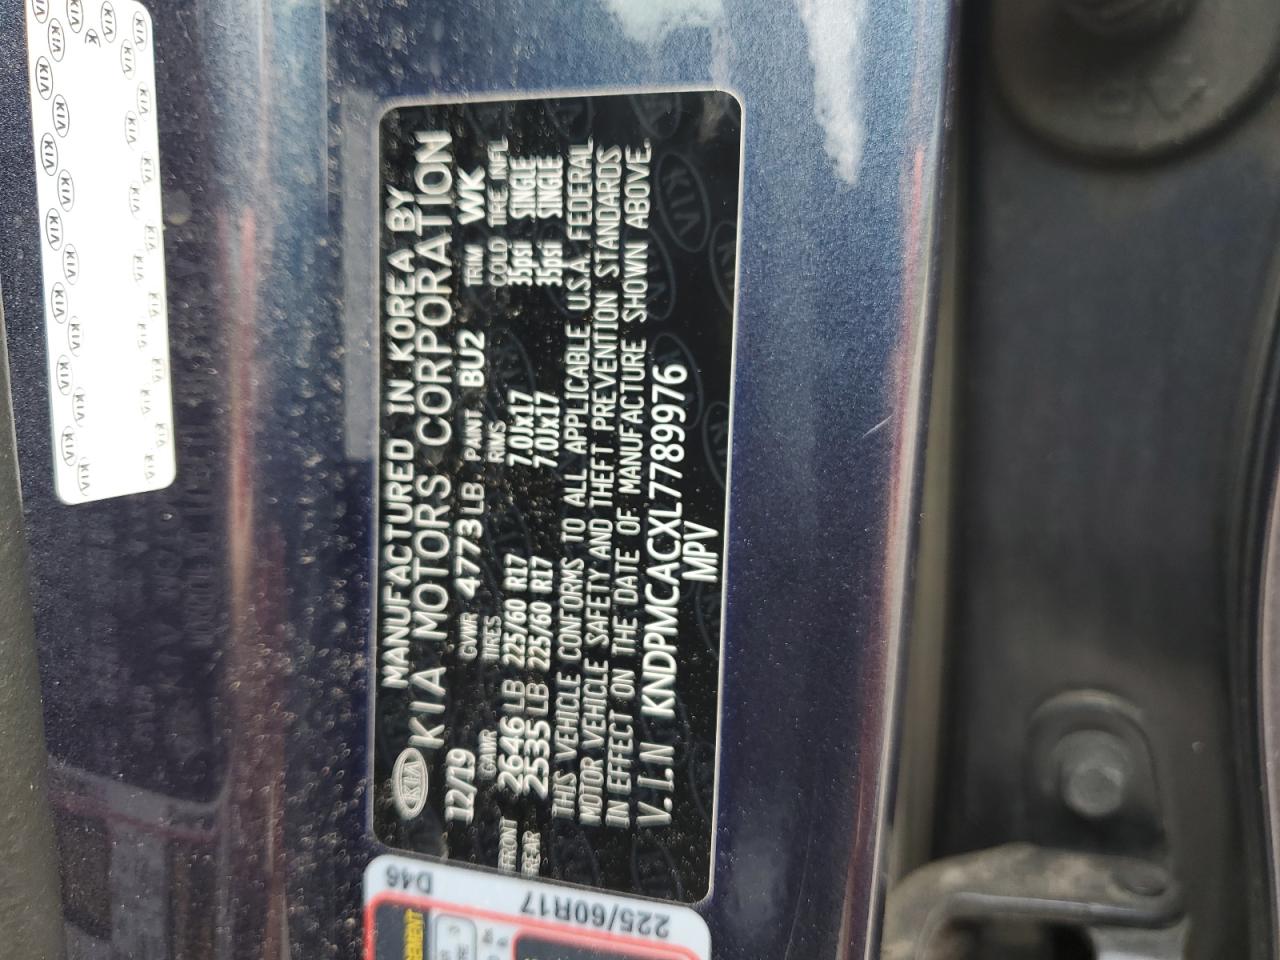 MANUFACTURED IN KOREA BY
KIA KIA MOTORS CORPORATION
12/19 GVWR 4773LB PAINT BU2 TRIM WK
GAWR TIRES RIMS COLD TIRE INFL
FRONT 2646LB 225/60 R17 7.0Jx17 35psi SINGLE
REAR 2535LB 225/60 R17 7.0Jx17 35psi SINGLE
THIS VEHICLE CONFORMS TO ALL APPLICABLE U.S.A. FEDERAL
MOTOR VEHICLE SAFETY AND THEFT PREVENTION STANDARDS
IN EFFECT ON THE DATE OF MANUFACTURE SHOWN ABOVE.
V.I.N KNDPMCACXL7789976
MPV
D46
225/60R17